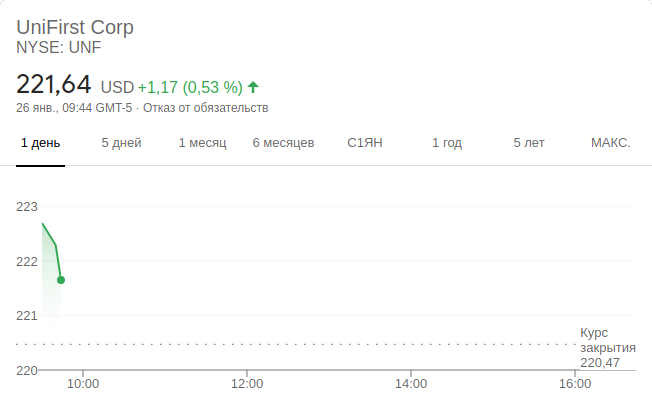 UniFirst Corp
NYSE: UNF
221,64 USD +1,17 (0,53 %)
26 янв., 09:44 GMT-5 · Отказ от обязательств
1 день 5 дней 1 месяц 6 месяцев С1ЯН 1 год 5 лет МАКС.
223
222
221
Курс
закрытия
220,47
220
10:00 12:00 14:00 16:00